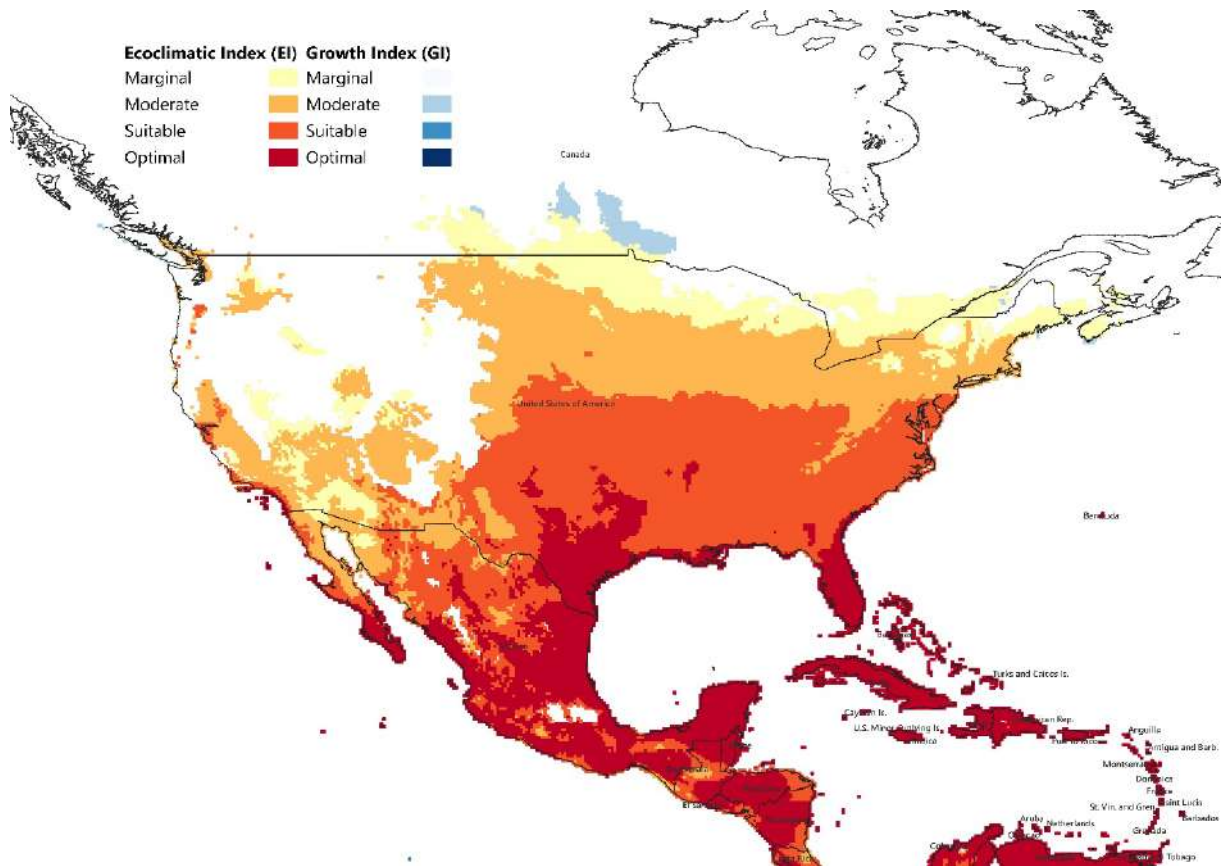 Ecoclimatic Index (EI) Growth Index (GI)
Marginal Marginal
Moderate Moderate
Suitable Suitable
Optimal Optimal
Canada
United States of America
Bermuda
Turks and Caicos Is.
Cayman Is.
U.S. Minor Outlying Is.
Jamaica
Anguilla
Antigua and Barb.
Montserrat
Dominica
Saint Lucia
St. Vin. and Gren.
Barbados
Aruba
Netherlands
Grenada
Tobago